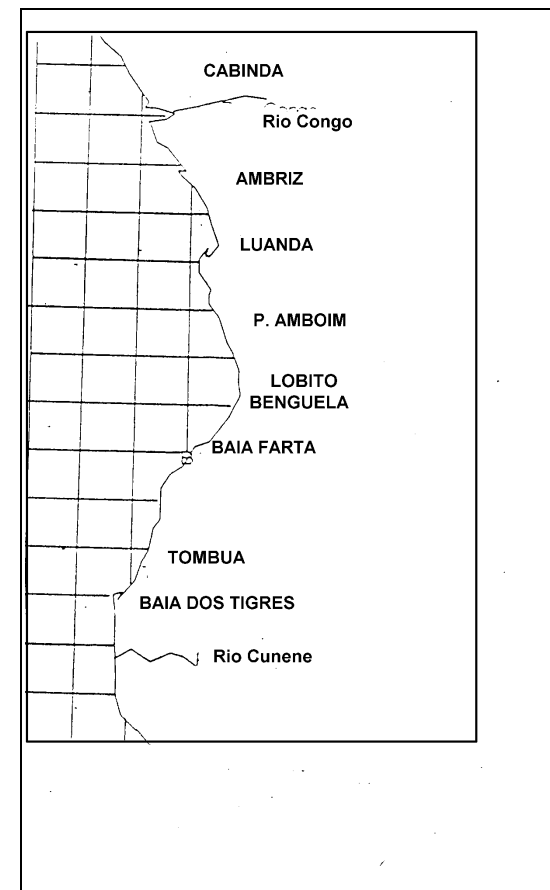 CABINDA
Rio Congo
AMBRIZ
LUANDA
P. AMBOIM
LOBITO
BENGUELA
BAIA FARTA
TOMBUA
BAIA DOS TIGRES
Rio Cunene